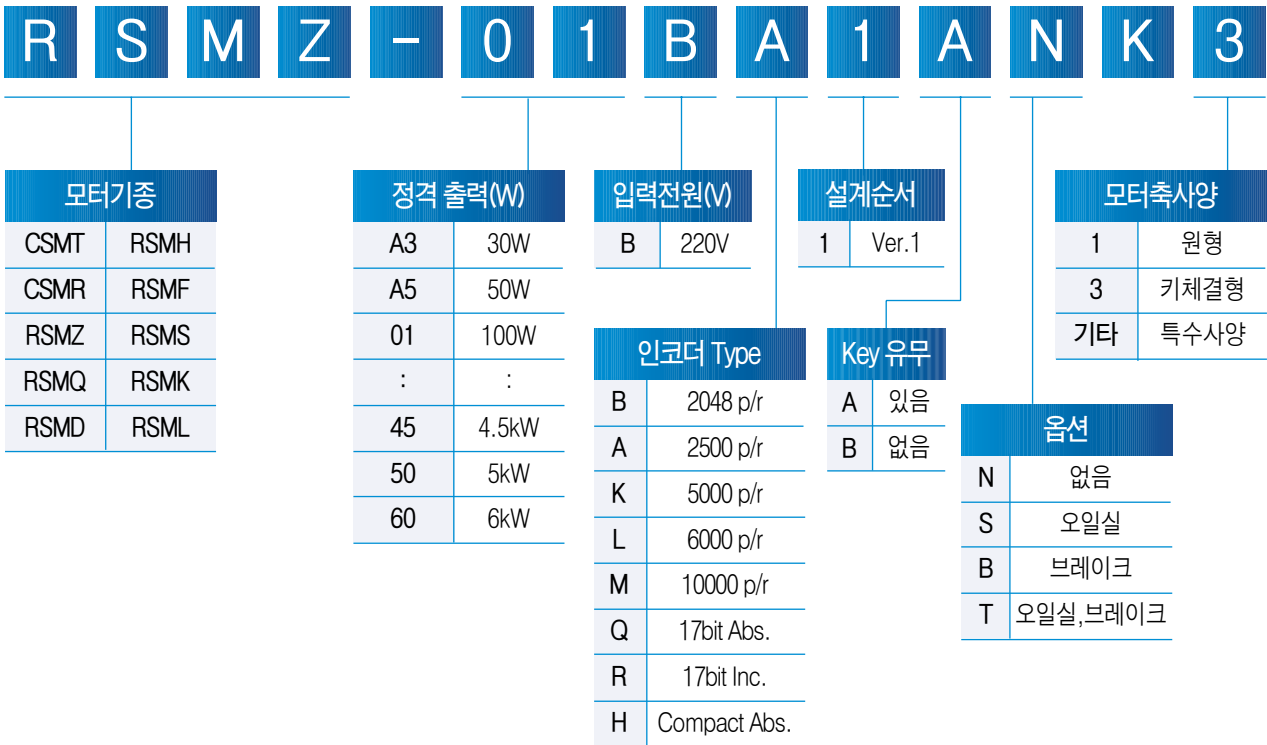 RSMZ-01BA1ANK3
모터기종
CSMT RSMH
CSMR RSMF
RSMZ RSMS
RSMQ RSMK
RSMD RSML
정격 출력(W)
A3 30W
A5 50W
01 100W
: :
45 4.5kW
50 5kW
60 6kW
입력전원(V)
B 220V
인코더 Type
B 2048 p/r
A 2500 p/r
K 5000 p/r
L 6000 p/r
M 10000 p/r
Q 17bit Abs.
R 17bit Inc.
H Compact Abs.
설계순서
1 Ver.1
Key 유무
A 있음
B 없음
옵션
N 없음
S 오일실
B 브레이크
T 오일실,브레이크
모터축사양
1 원형
3 키체결형
기타 특수사양